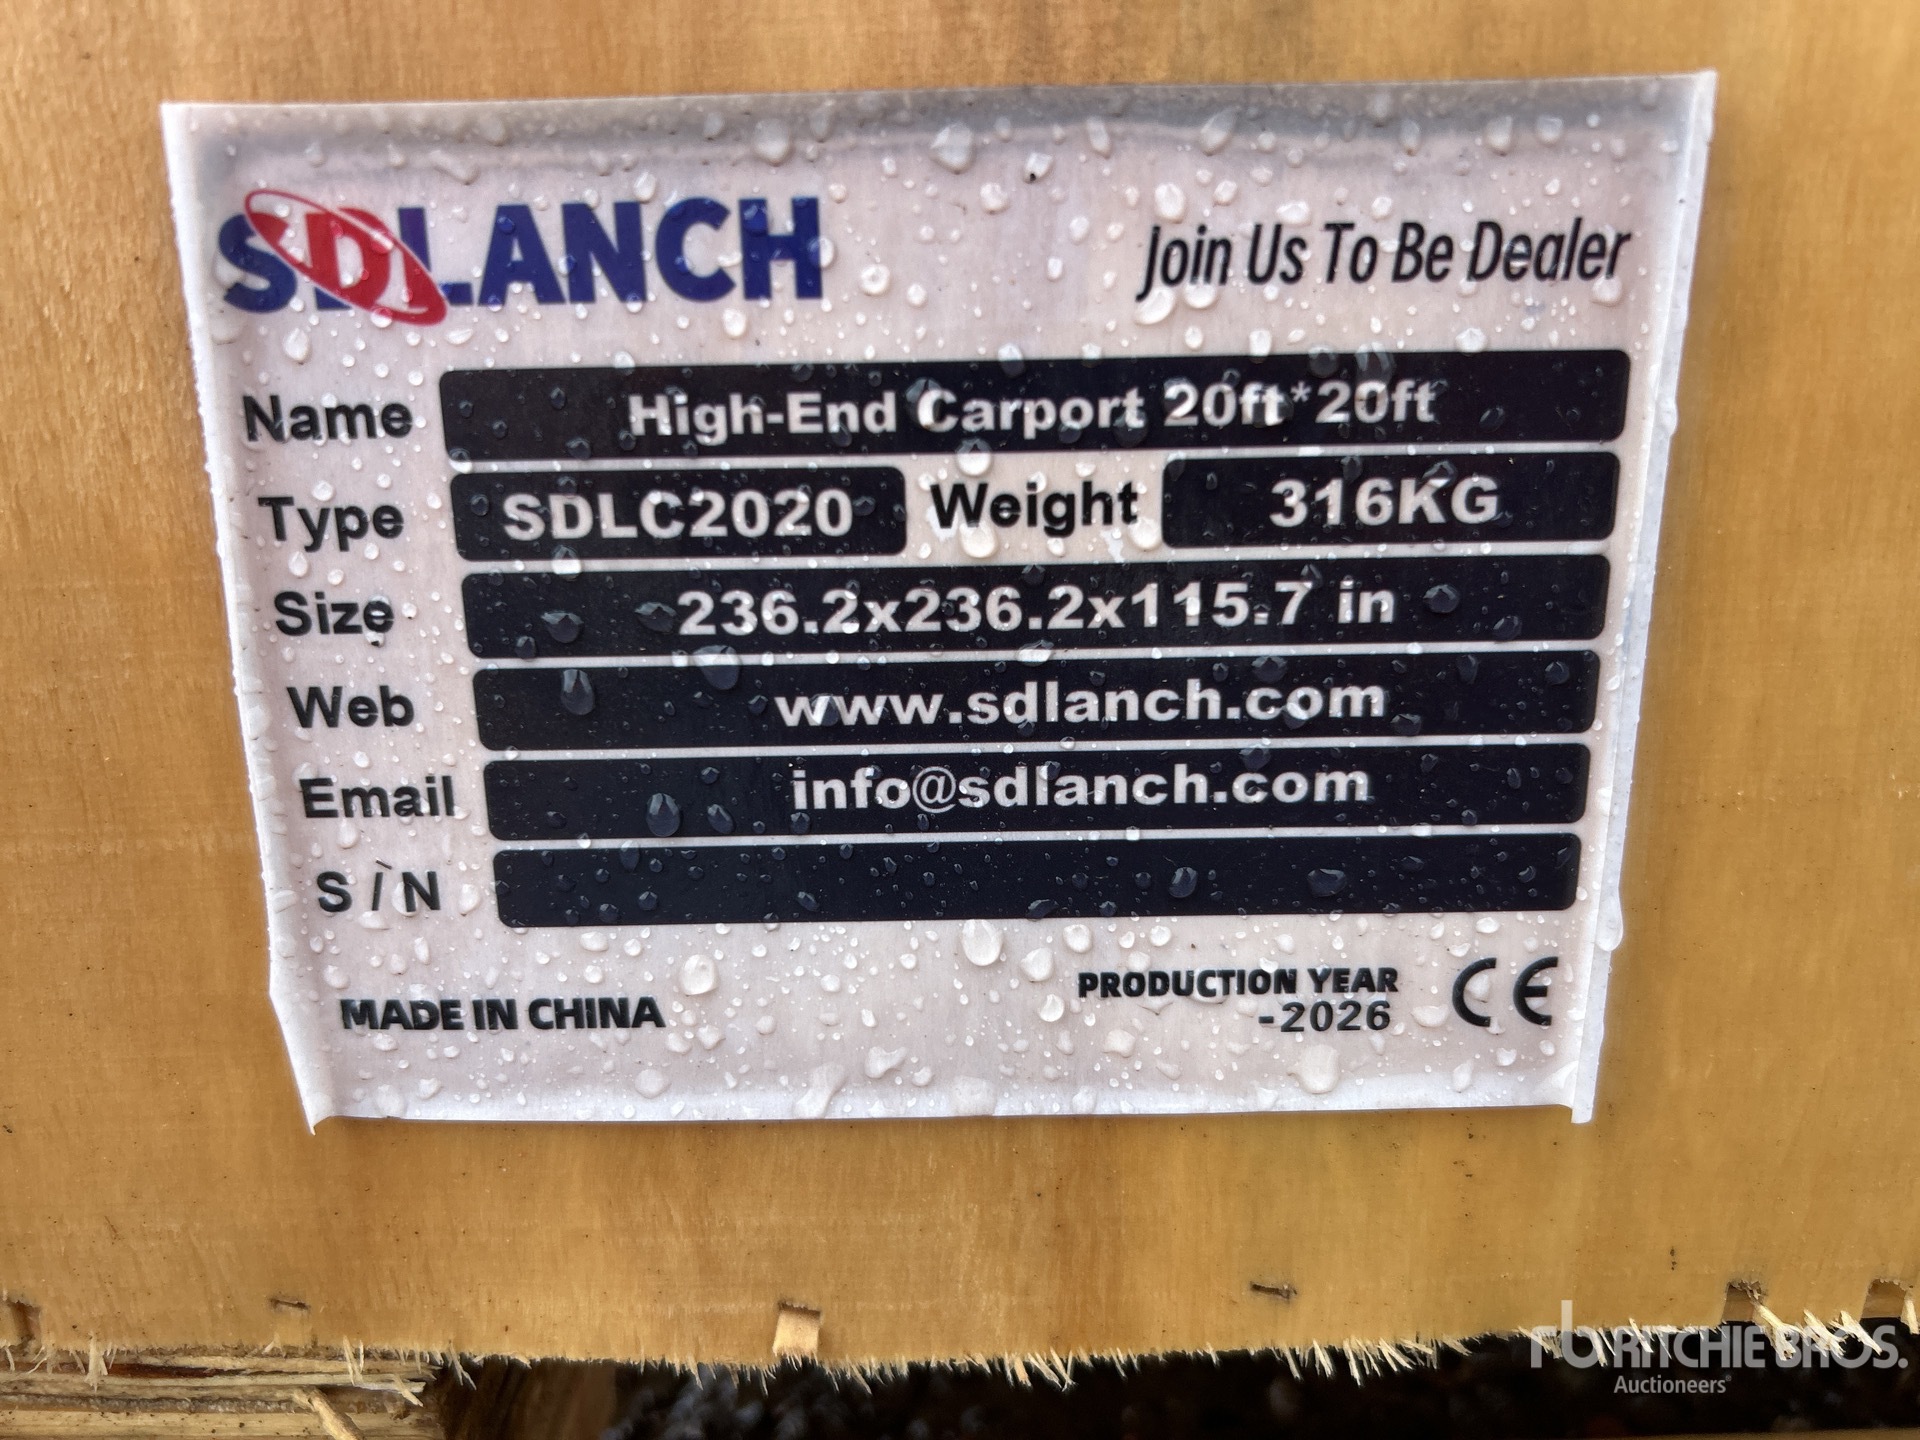 SDLANCH
Join Us To Be Dealer
Name High-End Carport 20ft*20ft
Type SDLC2020 Weight 316KG
Size 236.2x236.2x115.7 in
Web www.sdlanch.com
Email info@sdlanch.com
S / N
MADE IN CHINA
PRODUCTION YEAR
-2026
CE
rb RITCHIE BROS.
Auctioneers